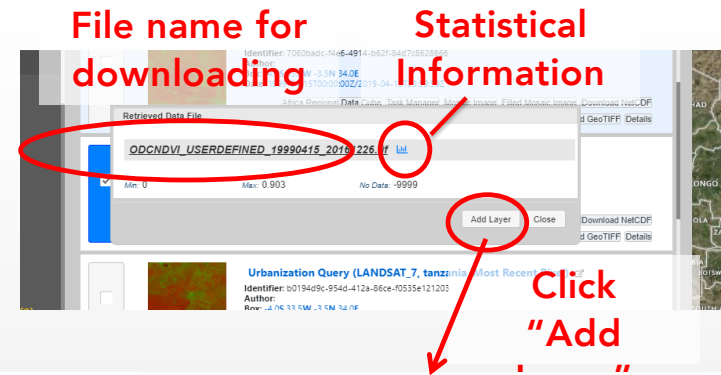 File name for downloading
Statistical Information
Identifier: 7060badc-f4e6-4914-b62f-84d7c8628666
Author:
-3.5N 34.0E
Africa Regional Data Cube Task Manager Mosaic Image Filled Mosaic Image Download NetCDF
d GeoTIFF Details
Retrieved Data File
ODCNDVI_USERDEFINED_19990415_20161226.tif
Min: 0 Max: 0.903 No Data: -9999
Add Layer Close
Download NetCDF
d GeoTIFF Details
Urbanization Query (LANDSAT_7, tanzania, Most Recent
Identifier: b0194d9c-954d-412a-86ce-f0535e121203
Author:
Box: -4.0S 33.5W -3.5N 34.0E
Click
“Add